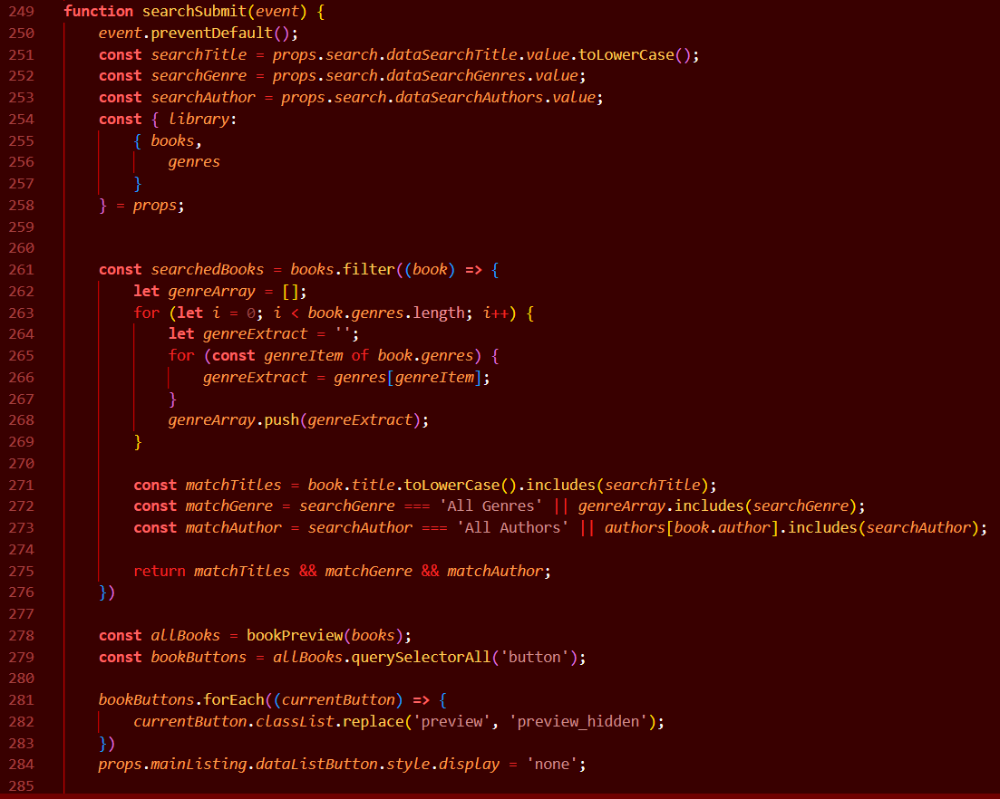 249 function searchSubmit(event) {
250     event.preventDefault();
251     const searchTitle = props.search.dataSearchTitle.value.toLowerCase();
252     const searchGenre = props.search.dataSearchGenres.value;
253     const searchAuthor = props.search.dataSearchAuthors.value;
254     const { library:
255         { books,
256             genres
257         }
258     } = props;
259
260
261     const searchedBooks = books.filter((book) => {
262         let genreArray = [];
263         for (let i = 0; i < book.genres.length; i++) {
264             let genreExtract = '';
265             for (const genreItem of book.genres) {
266                 genreExtract = genres[genreItem];
267             }
268             genreArray.push(genreExtract);
269         }
270
271         const matchTitles = book.title.toLowerCase().includes(searchTitle);
272         const matchGenre = searchGenre === 'All Genres' || genreArray.includes(searchGenre);
273         const matchAuthor = searchAuthor === 'All Authors' || authors[book.author].includes(searchAuthor);
274
275         return matchTitles && matchGenre && matchAuthor;
276     })
277
278     const allBooks = bookPreview(books);
279     const bookButtons = allBooks.querySelectorAll('button');
280
281     bookButtons.forEach((currentButton) => {
282         currentButton.classList.replace('preview', 'preview_hidden');
283     })
284     props.mainListing.dataListButton.style.display = 'none';
285